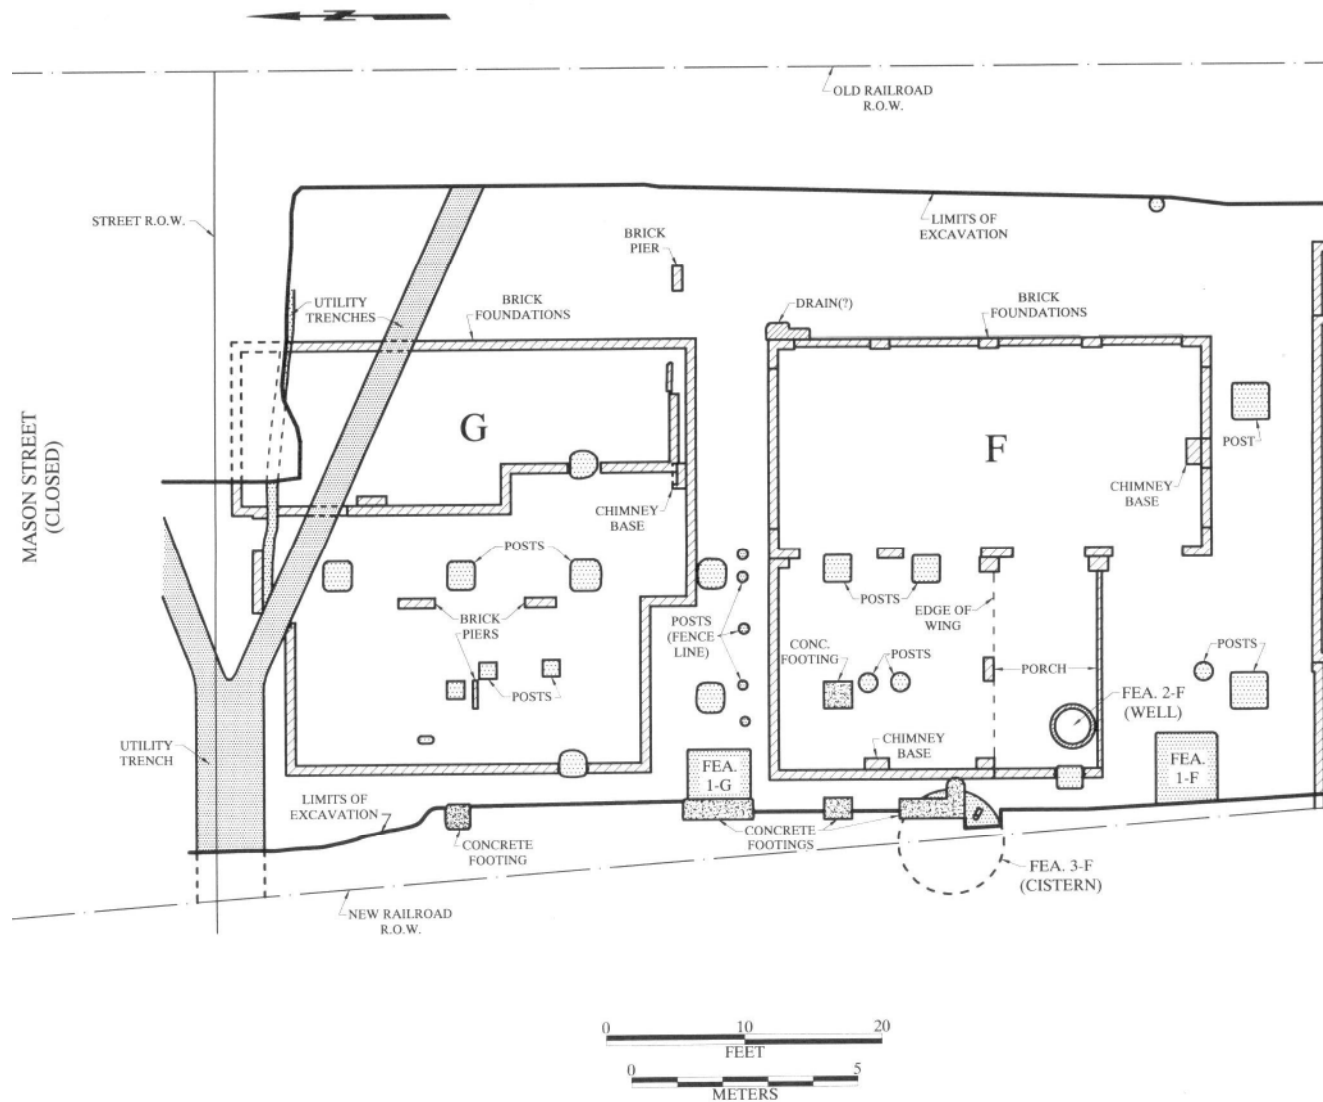 N
OLD RAILROAD
R.O.W.
STREET R.O.W.
LIMITS OF
EXCAVATION
BRICK
PIER
UTILITY
TRENCHES
BRICK
FOUNDATIONS
DRAIN(?)
BRICK
FOUNDATIONS
MASON STREET
(CLOSED)
G
F
POST
CHIMNEY
BASE
CHIMNEY
BASE
POSTS
POSTS
EDGE OF
WING
BRICK
PIERS
POSTS
(FENCE
LINE)
CONC.
FOOTING
POSTS
PORCH
POSTS
POSTS
FEA. 2-F
(WELL)
UTILITY
TRENCH
CHIMNEY
BASE
FEA.
1-G
FEA.
1-F
LIMITS OF
EXCAVATION
CONCRETE
FOOTING
CONCRETE
FOOTINGS
FEA. 3-F
(CISTERN)
NEW RAILROAD
R.O.W.
0 10 20
FEET
0 5
METERS